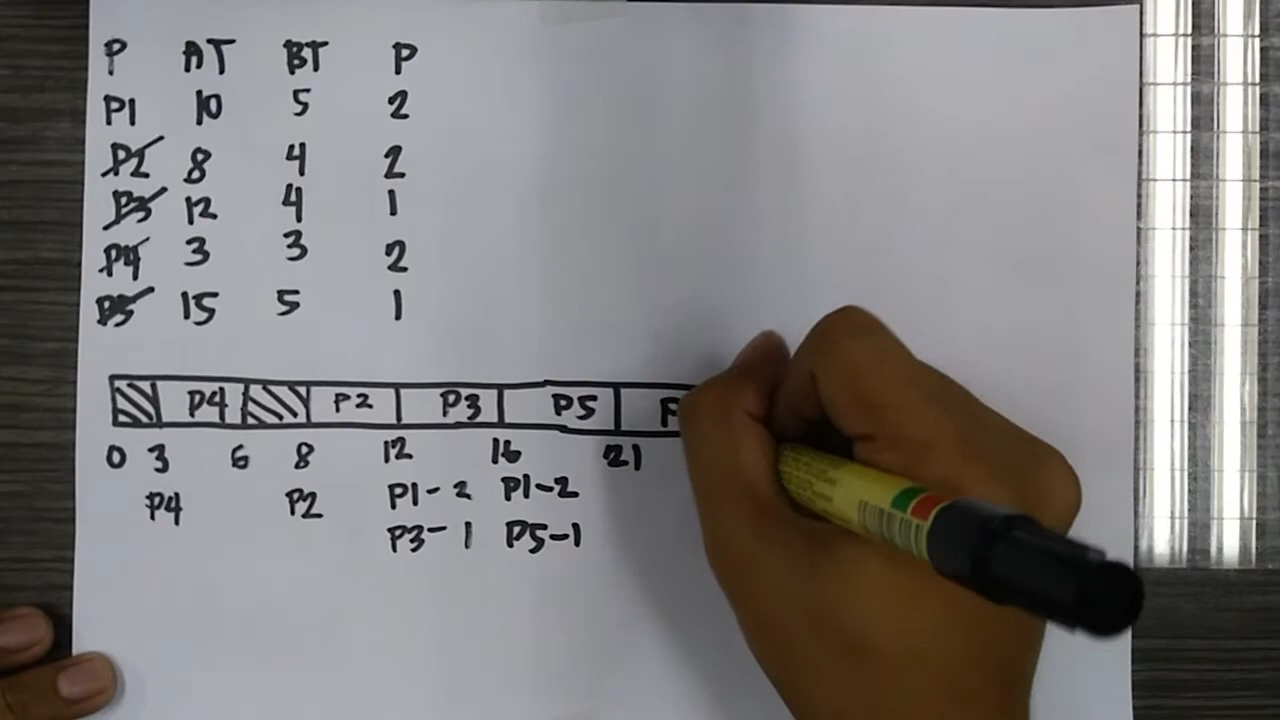 P AT BT P
P1 10 5 2
P2 8 4 2
P3 12 4 1
P4 3 3 2
P5 15 5 1
P4 P2 P3 P5
0 3 6 8 12 16 21
P4 P2 P1-2 P1-2
P3-1 P5-1